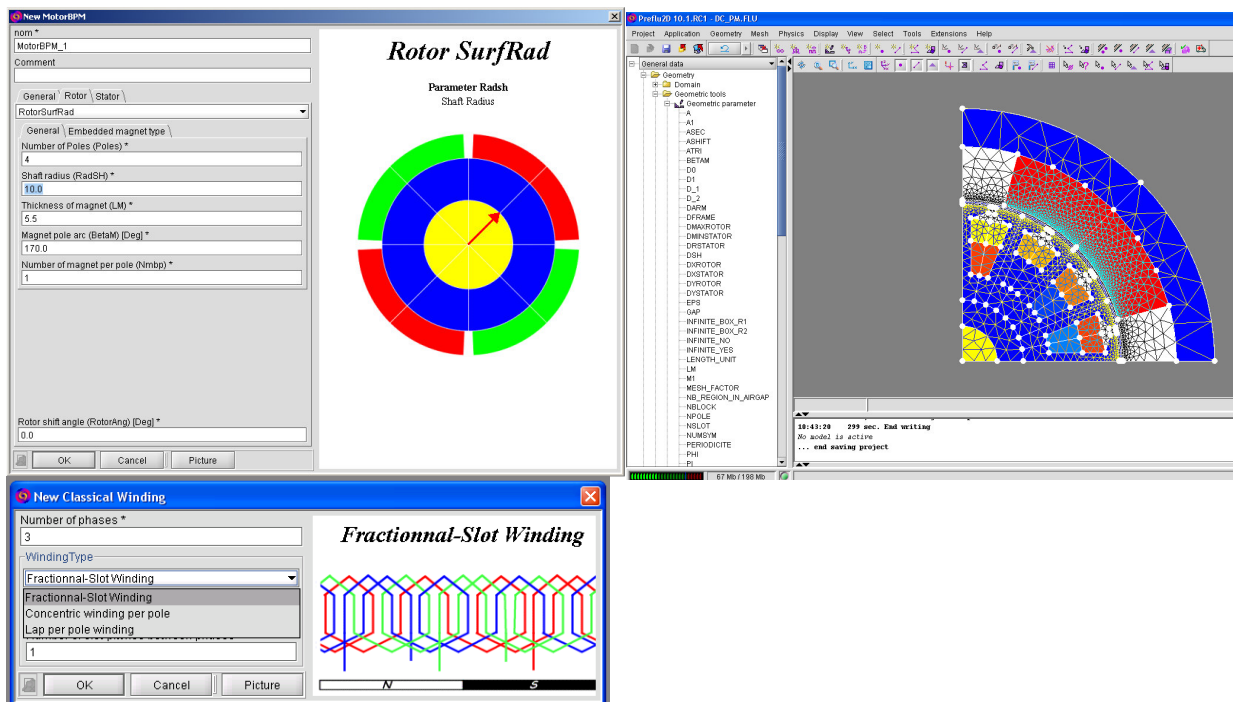 New MotorBPM
nom *
MotorBPM_1
Comment
General Rotor Stator
RotorSurfRad
General Embedded magnet type
Number of Poles (Poles) *
4
Shaft radius (RadSH) *
10.0
Thickness of magnet (LM) *
5.5
Magnet pole arc (BetaM) [Deg] *
170.0
Number of magnet per pole (Nmbp) *
1
Rotor shift angle (RotorAng) [Deg] *
0.0
OK Cancel Picture
Rotor SurfRad
Parameter Radsh
Shaft Radius
Preflu2D 10.1.RC1 - DC_PM.FLU
Project Application Geometry Mesh Physics Display View Select Tools Extensions Help
General data
Geometry
Domain
Geometric tools
Geometric parameter
A
A1
ASEC
ASHIFT
ATRI
BETAM
D0
D1
D_1
D_2
DARM
DFRAME
DMAXROTOR
DMINSTATOR
DRSTATOR
DSH
DXROTOR
DXSTATOR
DYROTOR
DYSTATOR
EPS
GAP
INFINITE_BOX_R1
INFINITE_BOX_R2
INFINITE_NO
INFINITE_YES
LENGTH_UNIT
LM
M1
MESH_FACTOR
NB_REGION_IN_AIRGAP
NBLOCK
NPOLE
NSLOT
NUMSYM
PERIODICITE
PHI
PI
67 Mb / 198 Mb
10:43:20 299 sec. End writing
No model is active
... end saving project
New Classical Winding
Number of phases *
3
WindingType
Fractionnal-Slot Winding
Fractionnal-Slot Winding
Concentric winding per pole
Lap per pole winding
1
OK Cancel Picture
Fractionnal-Slot Winding
N S